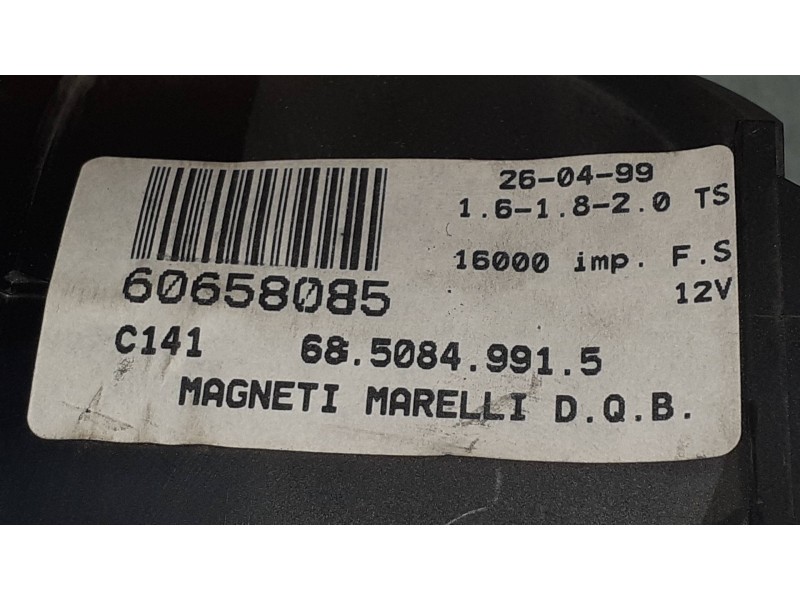 26-04-99
1.6-1.8-2.0 TS
16000 imp. F.S
12V
60658085
C141 68.5084.991.5
MAGNETI MARELLI D.Q.B.